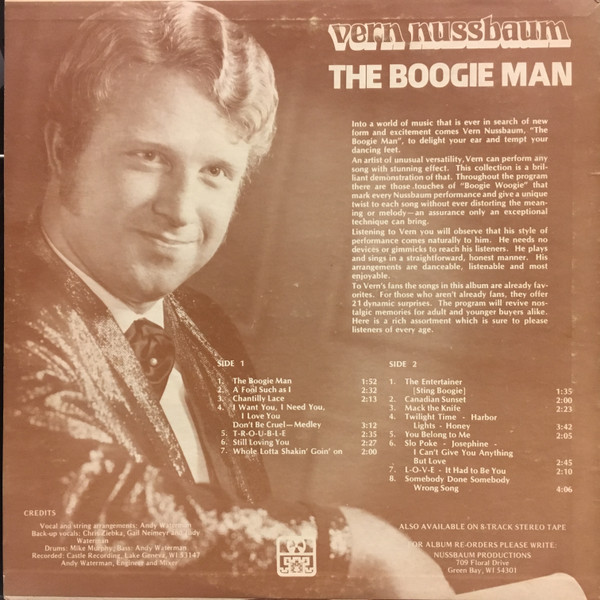 vern nussbaum
THE BOOGIE MAN
Into a world of music that is ever in search of new
form and excitement comes Vern Nussbaum, "The
Boogie Man", to delight your ear and tempt your
dancing feet.
An artist of unusual versatility, Vern can perform any
song with stunning effect. This collection is a bril-
liant demonstration of that. Throughout the program
there are those touches of "Boogie Woogie" that
mark every Nussbaum performance and give a unique
twist to each song without ever distorting the mean-
ing or melody—an assurance only an exceptional
technique can bring.
Listening to Vern you will observe that his style of
performance comes naturally to him. He needs no
devices or gimmicks to reach his listeners. He plays
and sings in a straightforward, honest manner. His
arrangements are danceable, listenable and most
enjoyable.
To Vern's fans the songs in this album are already fav-
orites. For those who aren't already fans, they offer
21 dynamic surprises. The program will revive nos-
talgic memories for adult and younger buyers alike.
Here is a rich assortment which is sure to please
listeners of every age.
SIDE 1
1. The Boogie Man 1:52
2. A Fool Such as I 2:32
3. Chantilly Lace 2:13
4. I Want You, I Need You,
I Love You
Don't Be Cruel—Medley 3:12
5. T-R-O-U-B-L-E 2:35
6. Still Loving You 2:27
7. Whole Lotta Shakin' Goin' on 2:00
SIDE 2
1. The Entertainer
[Sting Boogie] 1:35
2. Canadian Sunset 2:00
3. Mack the Knife 2:23
4. Twilight Time - Harbor
Lights - Honey 3:42
5. You Belong to Me 2:05
6. Slo Poke - Josephine -
I Can't Give You Anything
But Love 2:45
7. L-O-V-E - It Had to Be You 2:10
8. Somebody Done Somebody
Wrong Song 4:06
CREDITS
Vocal and string arrangements: Andy Waterman
Back-up vocals: Chris Ziebka, Gail Neimeyr and Judy
Waterman
Drums: Mike Murphy, Bass: Andy Waterman
Recorded: Castle Recording, Lake Geneva, WI 53147
Andy Waterman, Engineer and Mixer
ALSO AVAILABLE ON 8-TRACK STEREO TAPE
FOR ALBUM RE-ORDERS PLEASE WRITE:
NUSSBAUM PRODUCTIONS
709 Floral Drive
Green Bay, WI 54301